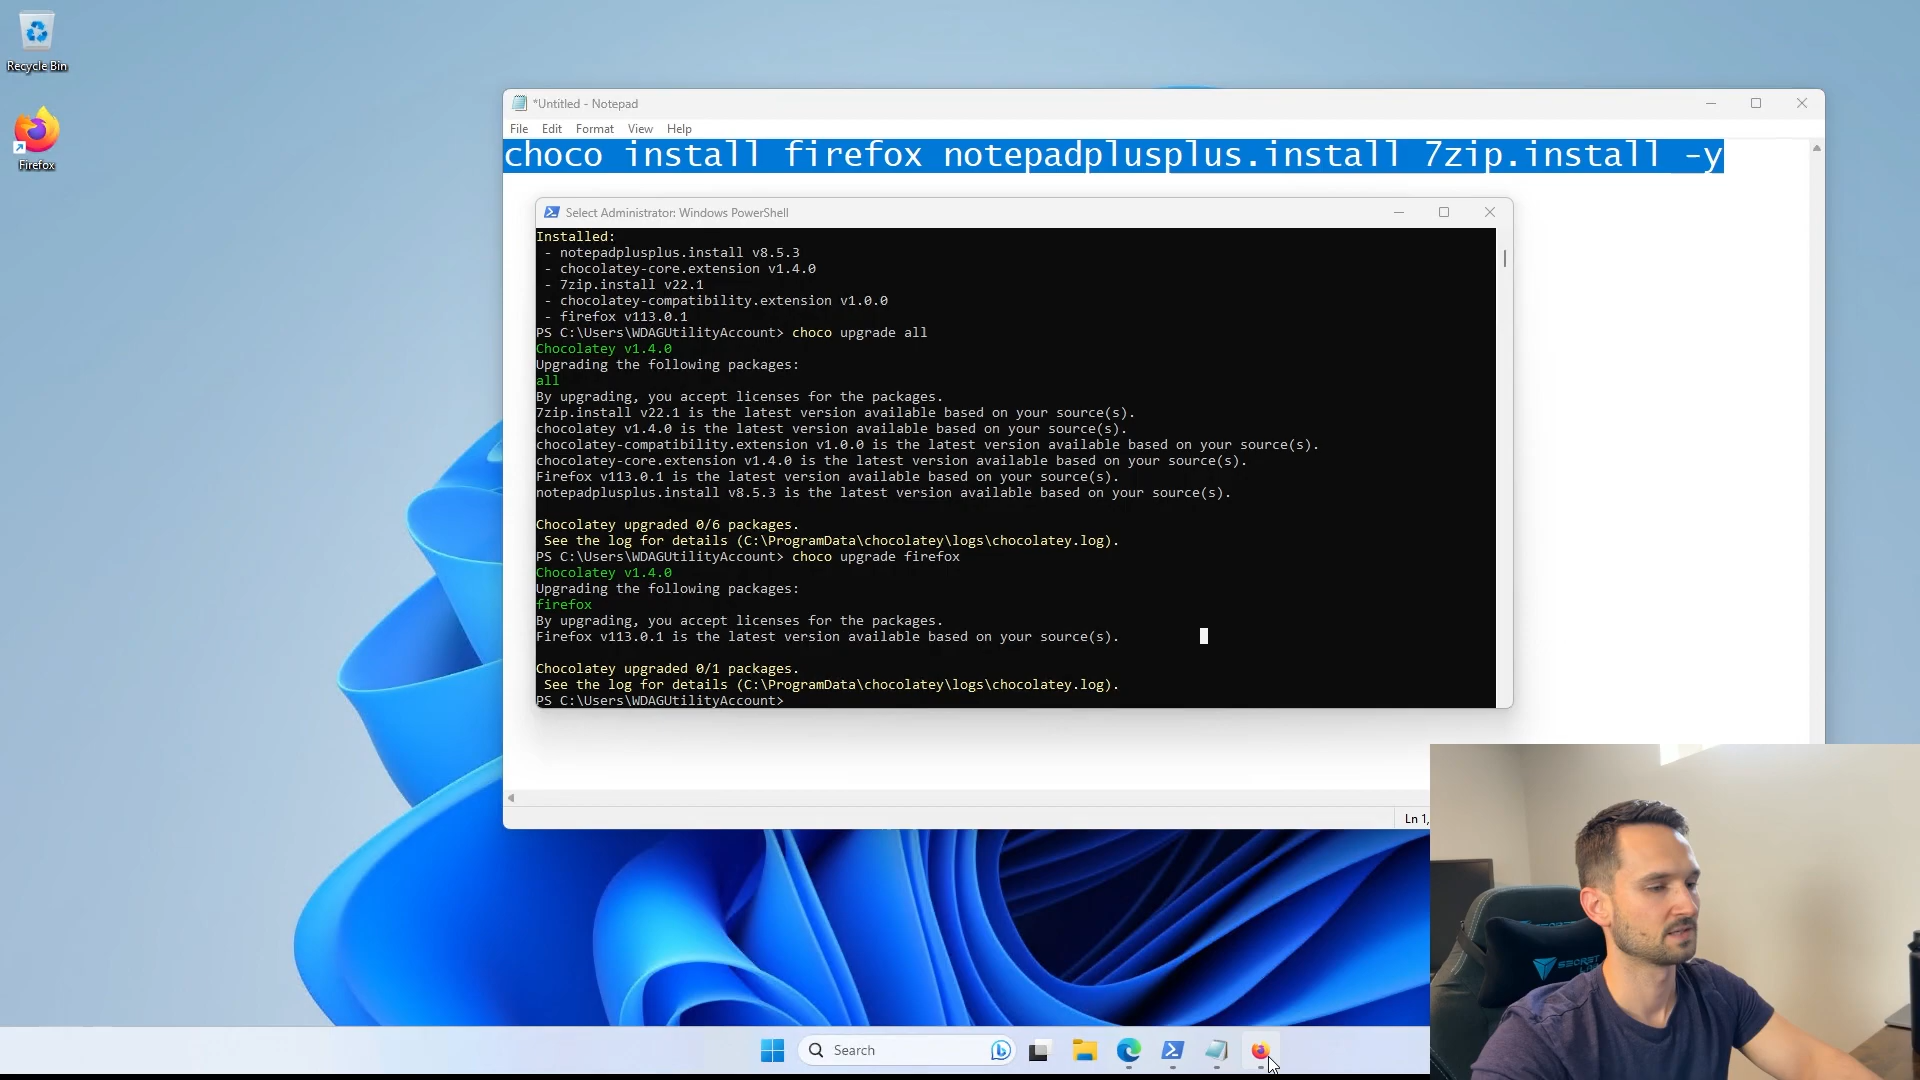 Recycle Bin
Firefox
*Untitled - Notepad
File Edit Format View Help
choco install firefox notepadplusplus.install 7zip.install -y
Select Administrator: Windows PowerShell
Installed:
- notepadplusplus.install v8.5.3
- chocolatey-core.extension v1.4.0
- 7zip.install v22.1
- chocolatey-compatibility.extension v1.0.0
- firefox v113.0.1
PS C:\Users\WDAGUtilityAccount> choco upgrade all
Chocolatey v1.4.0
Upgrading the following packages:
all
By upgrading, you accept licenses for the packages.
7zip.install v22.1 is the latest version available based on your source(s).
chocolatey v1.4.0 is the latest version available based on your source(s).
chocolatey-compatibility.extension v1.0.0 is the latest version available based on your source(s).
chocolatey-core.extension v1.4.0 is the latest version available based on your source(s).
Firefox v113.0.1 is the latest version available based on your source(s).
notepadplusplus.install v8.5.3 is the latest version available based on your source(s).
Chocolatey upgraded 0/6 packages.
See the log for details (C:\ProgramData\chocolatey\logs\chocolatey.log).
PS C:\Users\WDAGUtilityAccount> choco upgrade firefox
Chocolatey v1.4.0
Upgrading the following packages:
firefox
By upgrading, you accept licenses for the packages.
Firefox v113.0.1 is the latest version available based on your source(s).
Chocolatey upgraded 0/1 packages.
See the log for details (C:\ProgramData\chocolatey\logs\chocolatey.log).
PS C:\Users\WDAGUtilityAccount>
Ln 1,
SECRET
Search